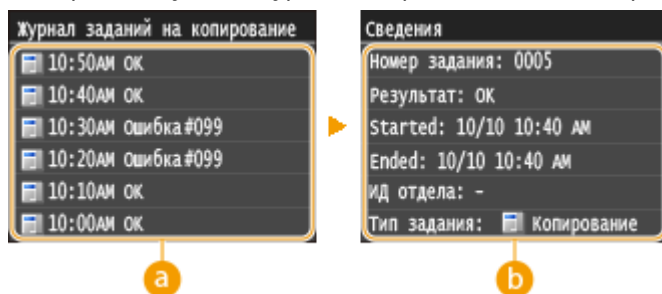 Журнал заданий на копирование
10:50AM OK
10:40AM OK
10:30AM Ошибка#099
10:20AM Ошибка#099
10:10AM OK
10:00AM OK
a
Сведения
Номер задания: 0005
Результат: OK
Started: 10/10 10:40 AM
Ended: 10/10 10:40 AM
ИД отдела: -
Тип задания: Копирование
b